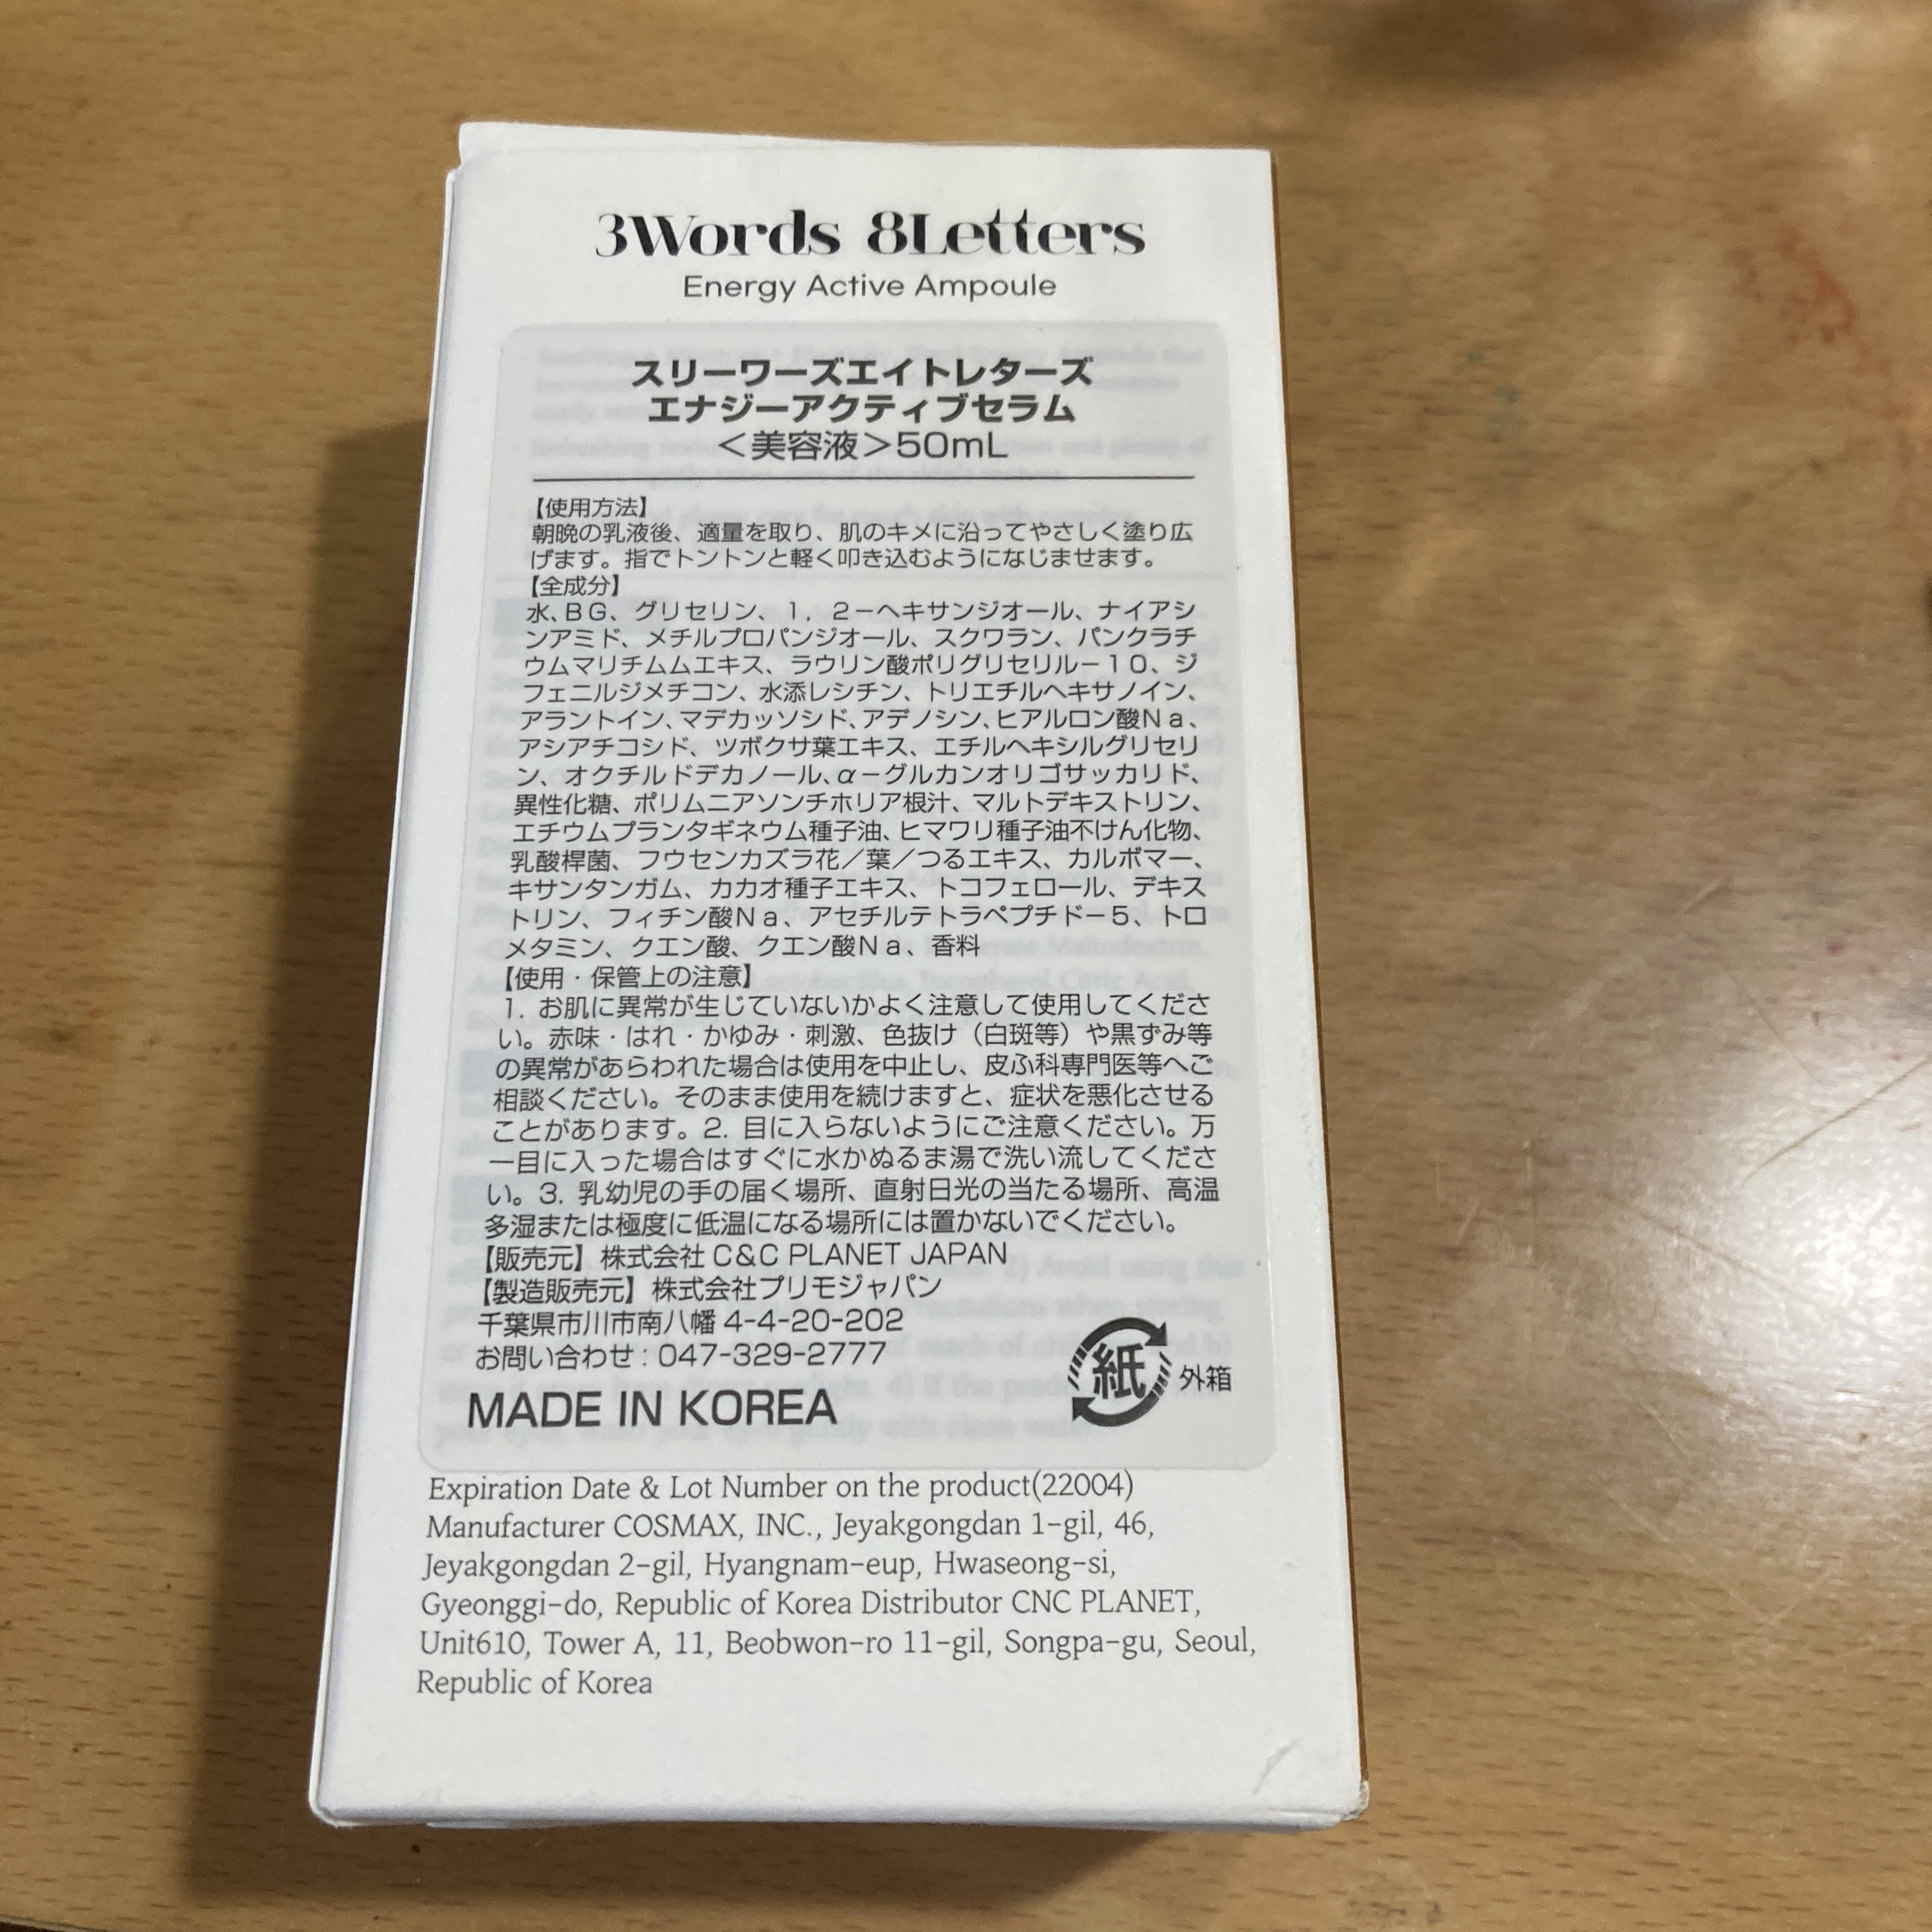 3Words 8Letters
Energy Active Ampoule
スリーワーズエイトレターズ
エナジーアクティブセラム
＜美容液＞50mL
【使用方法】
朝晩の乳液後、適量を取り、肌のキメに沿ってやさしく塗り広
げます。指でトントンと軽く叩き込むようになじませます。
【全成分】
水、ＢＧ、グリセリン、１，２－ヘキサンジオール、ナイアシ
ンアミド、メチルプロパンジオール、スクワラン、パンクラチ
ウムマリチムムエキス、ラウリン酸ポリグリセリル－１０、ジ
フェニルジメチコン、水添レシチン、トリエチルヘキサノイン、
アラントイン、マデカッソシド、アデノシン、ヒアルロン酸Ｎａ、
アシアチコシド、ツボクサ葉エキス、エチルヘキシルグリセリ
ン、オクチルドデカノール、α－グルカンオリゴサッカリド、
異性化糖、ポリムニアソンチホリア根汁、マルトデキストリン、
エチウムプランタギネウム種子油、ヒマワリ種子油不けん化物、
乳酸桿菌、フウセンカズラ花／葉／つるエキス、カルボマー、
キサンタンガム、カカオ種子エキス、トコフェロール、デキス
トリン、フィチン酸Ｎａ、アセチルテトラペプチド－５、トロ
メタミン、クエン酸、クエン酸Ｎａ、香料
【使用・保管上の注意】
1. お肌に異常が生じていないかよく注意して使用してくださ
い。赤味・はれ・かゆみ・刺激、色抜け（白斑等）や黒ずみ等
の異常があらわれた場合は使用を中止し、皮ふ科専門医等へご
相談ください。そのまま使用を続けますと、症状を悪化させる
ことがあります。2. 目に入らないようにご注意ください。万
一目に入った場合はすぐに水かぬるま湯で洗い流してくださ
い。3. 乳幼児の手の届く場所、直射日光の当たる場所、高温
多湿または極度に低温になる場所には置かないでください。
【販売元】株式会社 C&C PLANET JAPAN
【製造販売元】株式会社プリモジャパン
千葉県市川市南八幡 4-4-20-202
お問い合わせ：047-329-2777
MADE IN KOREA
紙 外箱
Expiration Date & Lot Number on the product(22004)
Manufacturer COSMAX, INC., Jeyakgongdan 1-gil, 46,
Jeyakgongdan 2-gil, Hyangnam-eup, Hwaseong-si,
Gyeonggi-do, Republic of Korea Distributor CNC PLANET,
Unit610, Tower A, 11, Beobwon-ro 11-gil, Songpa-gu, Seoul,
Republic of Korea